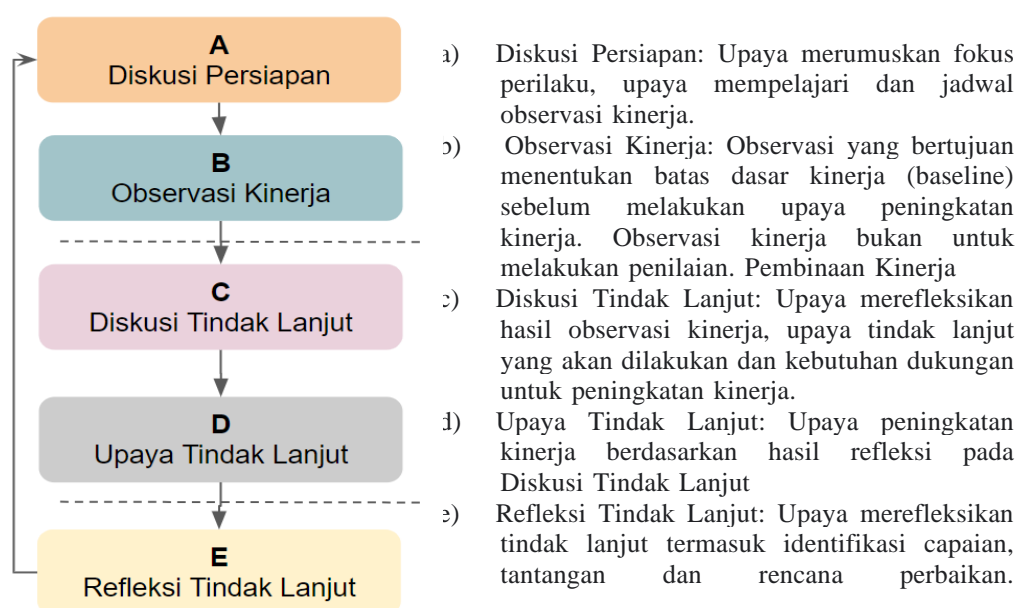 A
Diskusi Persiapan
B
Observasi Kinerja
C
Diskusi Tindak Lanjut
D
Upaya Tindak Lanjut
E
Refleksi Tindak Lanjut
a) Diskusi Persiapan: Upaya merumuskan fokus
perilaku, upaya mempelajari dan jadwal
observasi kinerja.
b) Observasi Kinerja: Observasi yang bertujuan
menentukan batas dasar kinerja (baseline)
sebelum melakukan upaya peningkatan
kinerja. Observasi kinerja bukan untuk
melakukan penilaian. Pembinaan Kinerja
c) Diskusi Tindak Lanjut: Upaya merefleksikan
hasil observasi kinerja, upaya tindak lanjut
yang akan dilakukan dan kebutuhan dukungan
untuk peningkatan kinerja.
d) Upaya Tindak Lanjut: Upaya peningkatan
kinerja berdasarkan hasil refleksi pada
Diskusi Tindak Lanjut
e) Refleksi Tindak Lanjut: Upaya merefleksikan
tindak lanjut termasuk identifikasi capaian,
tantangan dan rencana perbaikan.